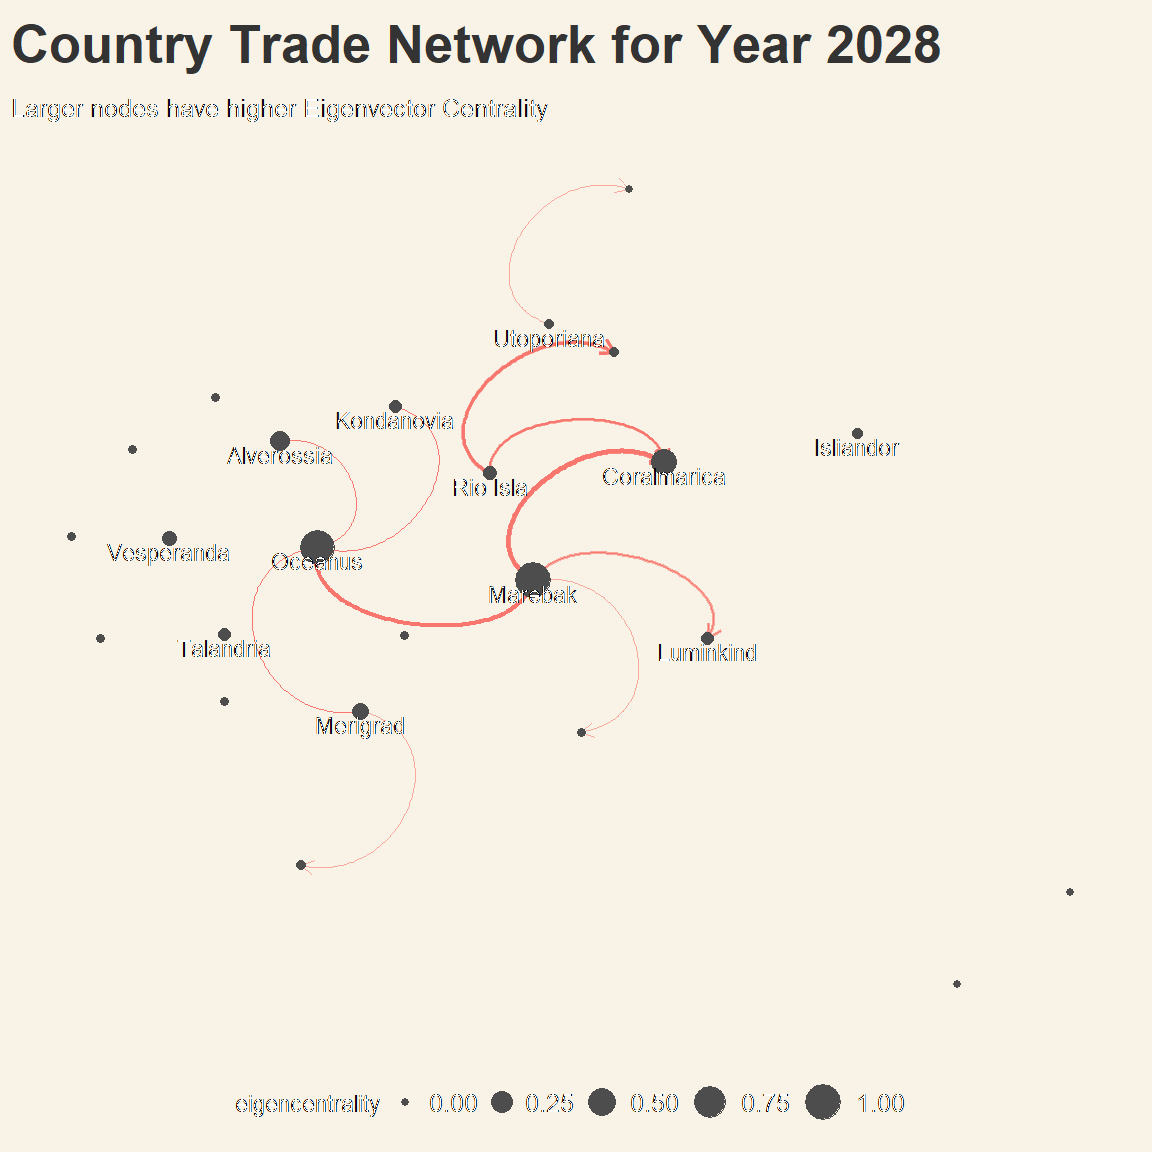 Country Trade Network for Year 2028
Larger nodes have higher Eigenvector Centrality
Utoporiana
Kondanovia
Alverossia
Isliandor
Coralmarica
Rio Isla
Vesperanda
Oceanus
Marebak
Talandria
Luminkind
Merigrad
eigencentrality 0.00 0.25 0.50 0.75 1.00